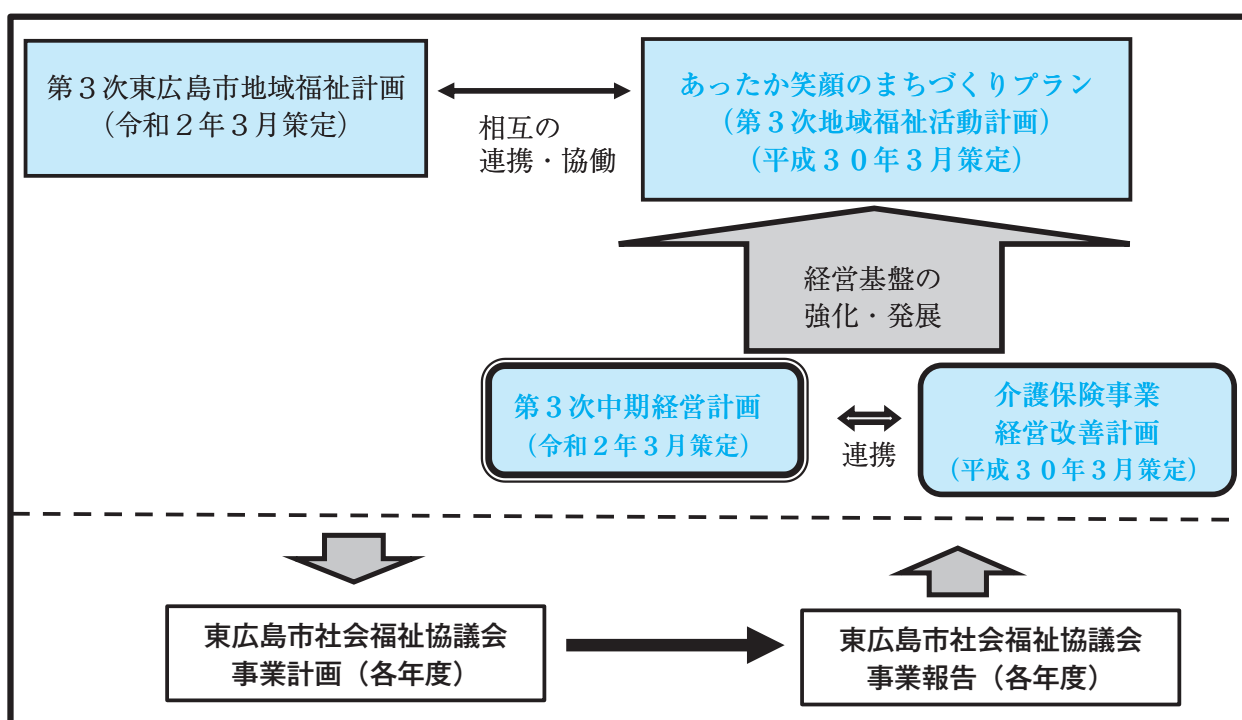 第３次東広島市地域福祉計画
（令和２年３月策定）
相互の
連携・協働
あったか笑顔のまちづくりプラン
（第３次地域福祉活動計画）
（平成３０年３月策定）
経営基盤の
強化・発展
第３次中期経営計画
（令和２年３月策定）
連携
介護保険事業
経営改善計画
（平成３０年３月策定）
東広島市社会福祉協議会
事業計画（各年度）
東広島市社会福祉協議会
事業報告（各年度）